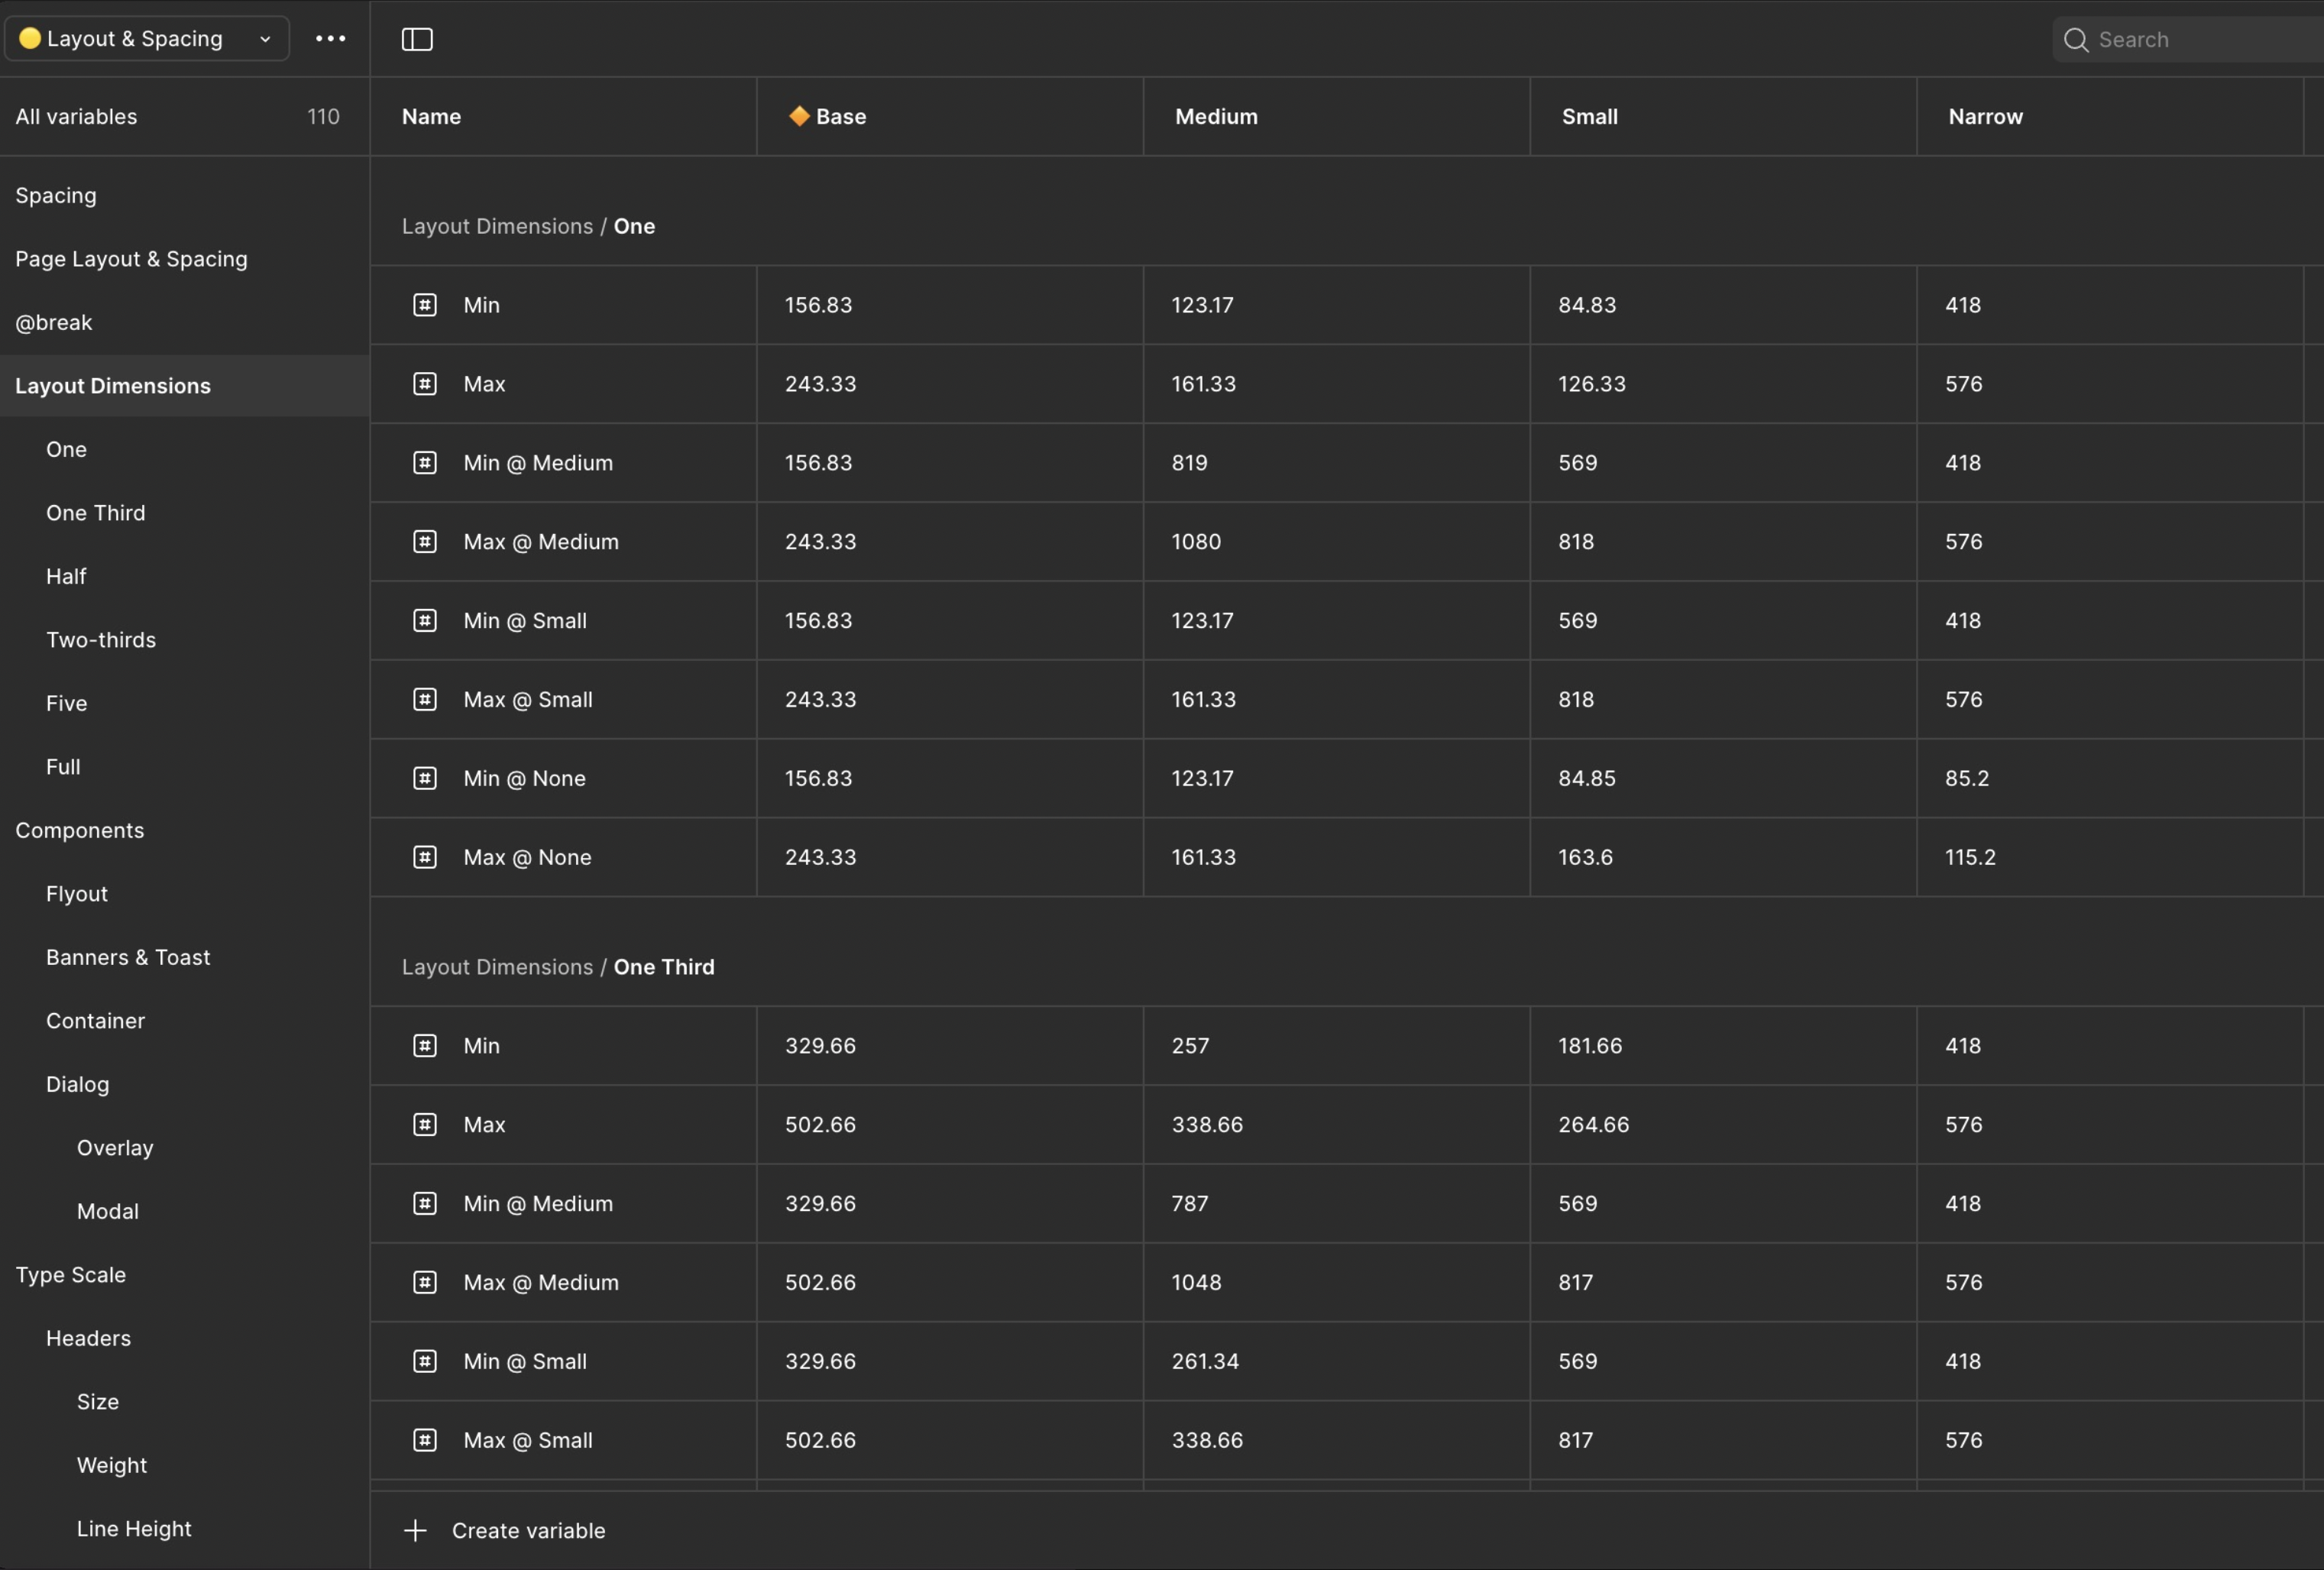 Layout & Spacing
Search
All variables 110
Spacing
Page Layout & Spacing
@break
Layout Dimensions
One
One Third
Half
Two-thirds
Five
Full
Components
Flyout
Banners & Toast
Container
Dialog
Overlay
Modal
Type Scale
Headers
Size
Weight
Line Height
Name Base Medium Small Narrow
Layout Dimensions / One
Min 156.83 123.17 84.83 418
Max 243.33 161.33 126.33 576
Min @ Medium 156.83 819 569 418
Max @ Medium 243.33 1080 818 576
Min @ Small 156.83 123.17 569 418
Max @ Small 243.33 161.33 818 576
Min @ None 156.83 123.17 84.85 85.2
Max @ None 243.33 161.33 163.6 115.2
Layout Dimensions / One Third
Min 329.66 257 181.66 418
Max 502.66 338.66 264.66 576
Min @ Medium 329.66 787 569 418
Max @ Medium 502.66 1048 817 576
Min @ Small 329.66 261.34 569 418
Max @ Small 502.66 338.66 817 576
Create variable